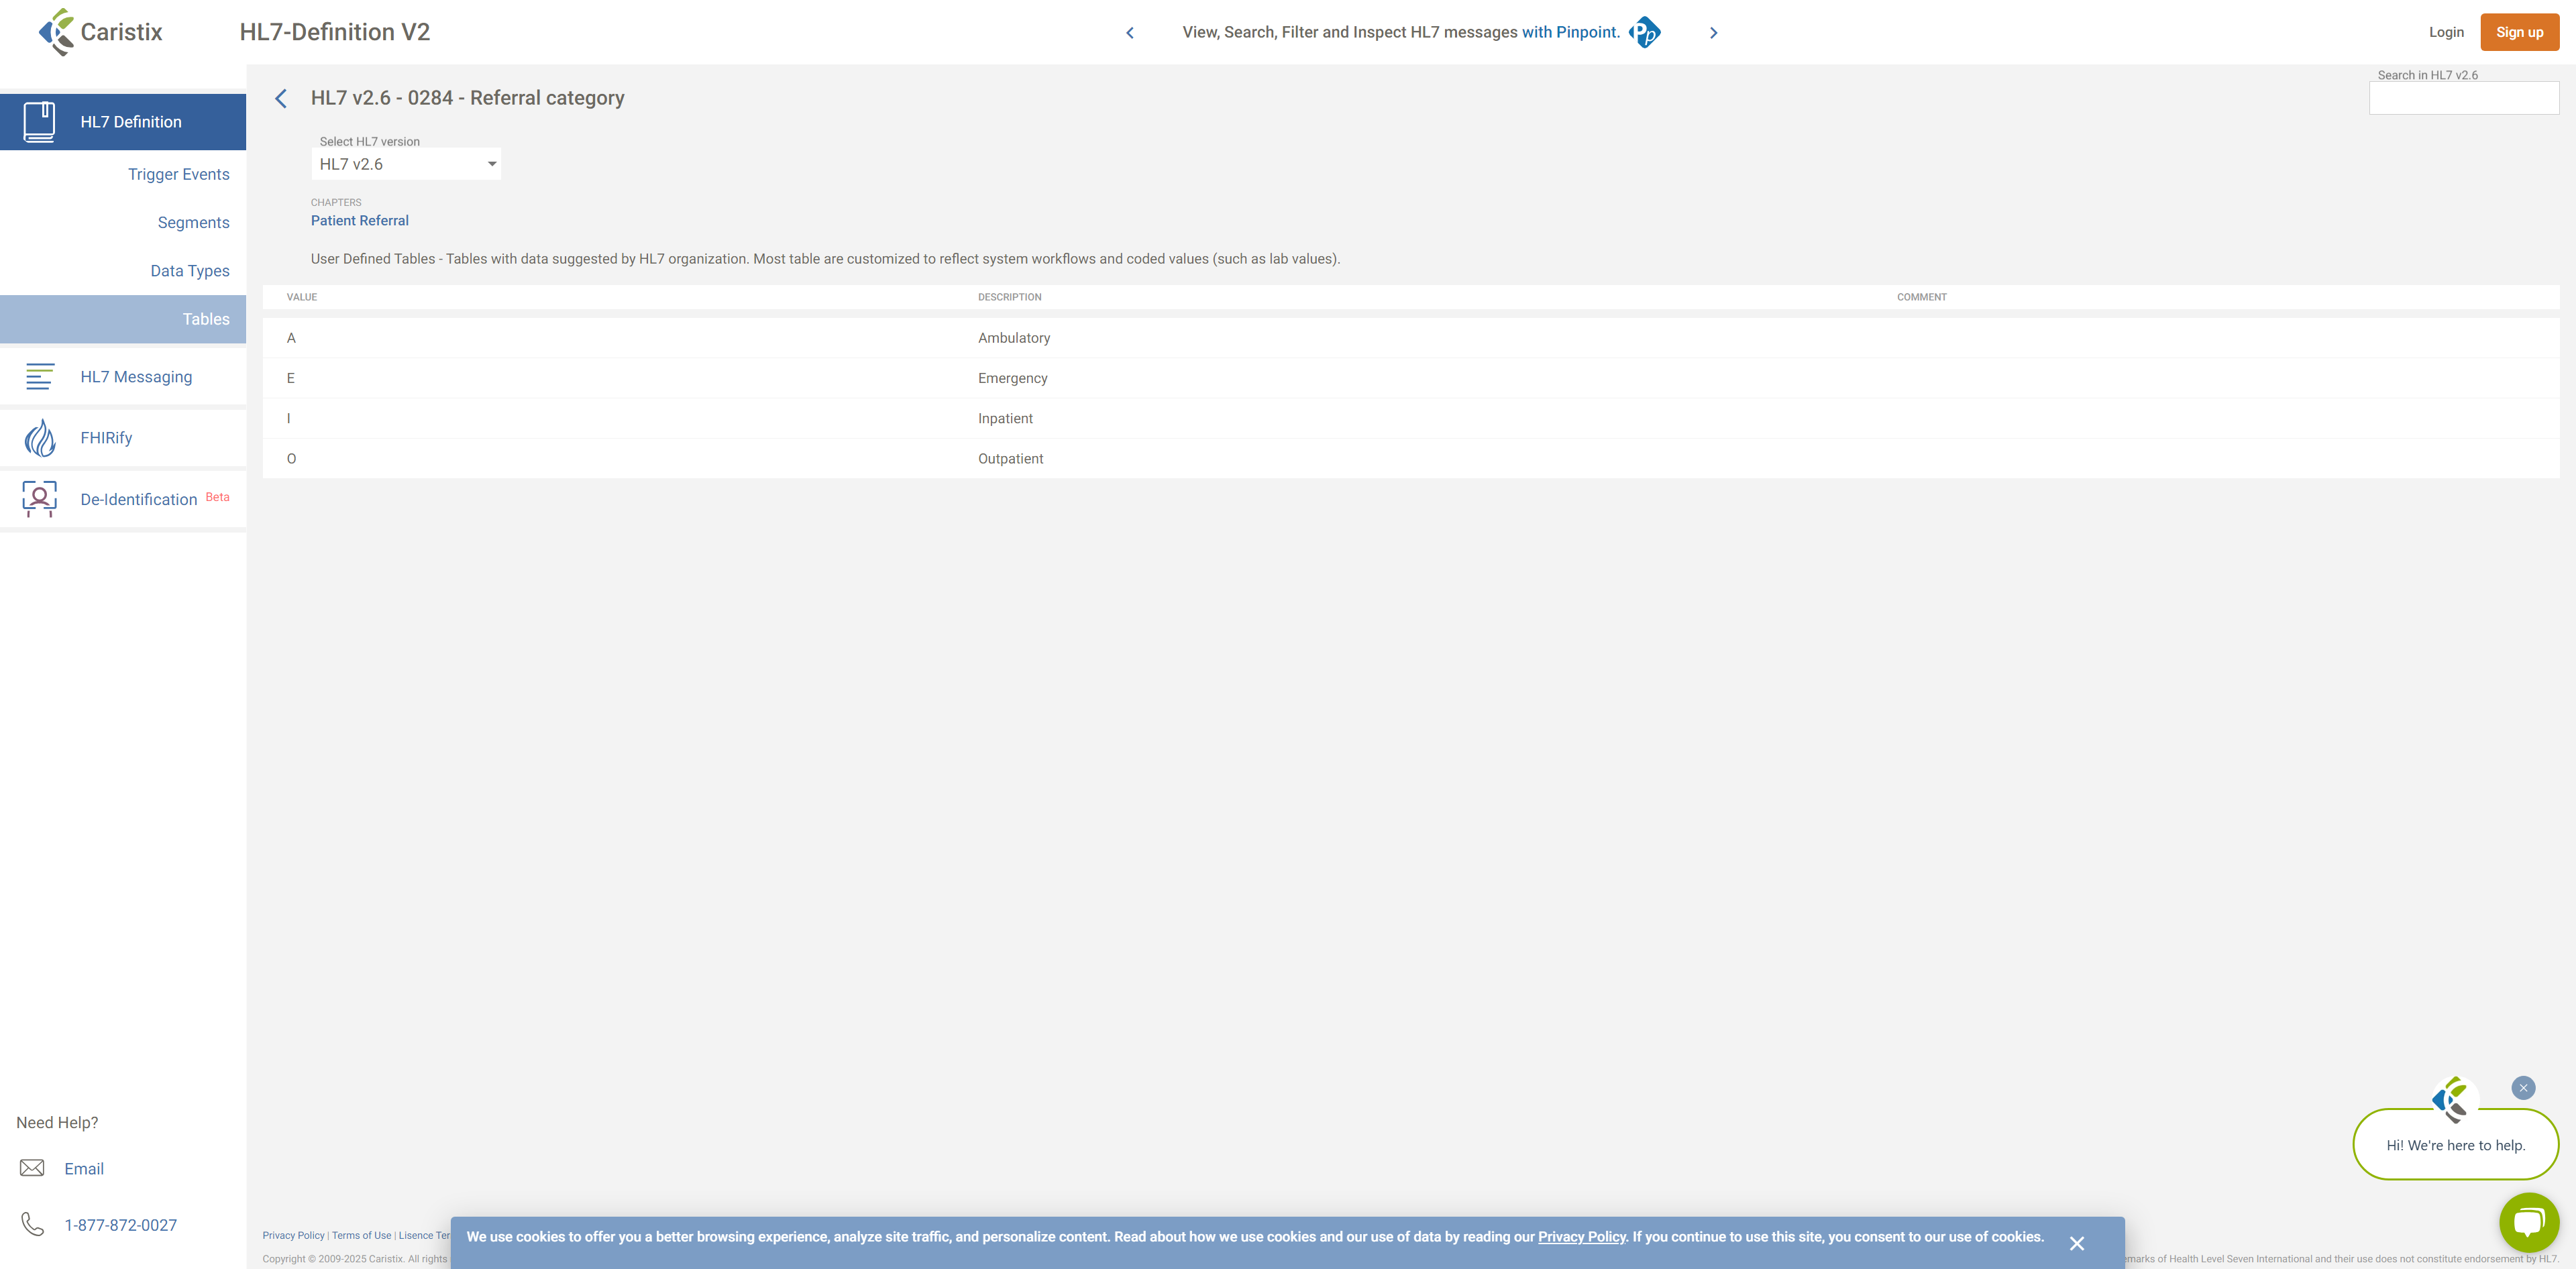 Caristix
HL7-Definition V2
View, Search, Filter and Inspect HL7 messages with Pinpoint.
Pp
Login
Sign up
HL7 Definition
Trigger Events
Segments
Data Types
Tables
HL7 Messaging
FHIRify
De-Identification Beta
Need Help?
Email
1-877-872-0027
HL7 v2.6 - 0284 - Referral category
Search in HL7 v2.6
Select HL7 version
HL7 v2.6
CHAPTERS
Patient Referral
User Defined Tables - Tables with data suggested by HL7 organization. Most table are customized to reflect system workflows and coded values (such as lab values).
VALUE DESCRIPTION COMMENT
A Ambulatory
E Emergency
I Inpatient
O Outpatient
Hi! We're here to help.
Privacy Policy | Terms of Use | Lisence Ter
We use cookies to offer you a better browsing experience, analyze site traffic, and personalize content. Read about how we use cookies and our use of data by reading our Privacy Policy. If you continue to use this site, you consent to our use of cookies.
Copyright © 2009-2025 Caristix. All rights
emarks of Health Level Seven International and their use does not constitute endorsement by HL7.